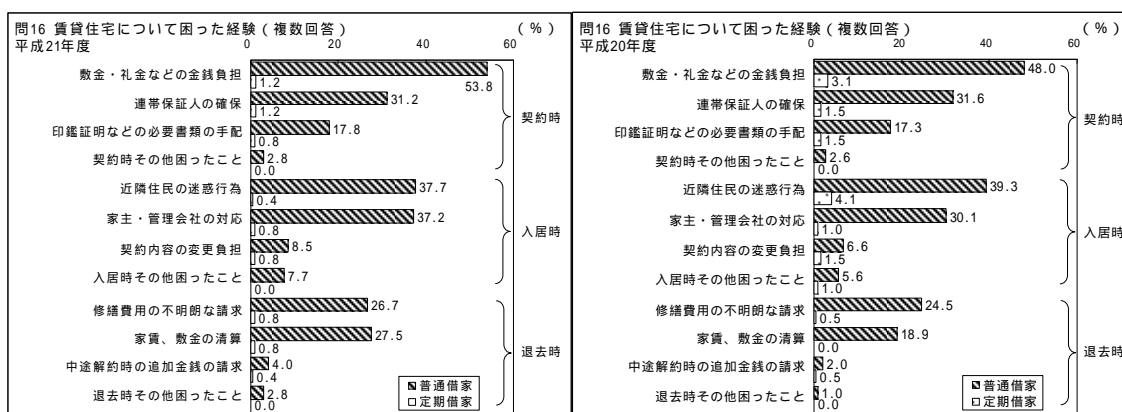 問16 賃貸住宅について困った経験(複数回答) (%)
平成21年度
0 20 40 60
敷金・礼金などの金銭負担 53.8 1.2
連帯保証人の確保 31.2 1.2
印鑑証明などの必要書類の手配 17.8 0.8
契約時その他困ったこと 2.8 0.0
契約時
近隣住民の迷惑行為 37.7 0.4
家主・管理会社の対応 37.2 0.8
契約内容の変更負担 8.5 0.8
入居時その他困ったこと 7.7 0.0
入居時
修繕費用の不明朗な請求 26.7 0.8
家賃、敷金の清算 27.5 0.8
中途解約時の追加金銭の請求 4.0 0.4
退去時その他困ったこと 2.8 0.0
退去時
普通借家
定期借家
問16 賃貸住宅について困った経験(複数回答) (%)
平成20年度
0 20 40 60
敷金・礼金などの金銭負担 48.0 3.1
連帯保証人の確保 31.6 1.5
印鑑証明などの必要書類の手配 17.3 1.5
契約時その他困ったこと 2.6 0.0
契約時
近隣住民の迷惑行為 39.3 4.1
家主・管理会社の対応 30.1 1.0
契約内容の変更負担 6.6 1.5
入居時その他困ったこと 5.6 1.0
入居時
修繕費用の不明朗な請求 24.5 0.5
家賃、敷金の清算 18.9 0.0
中途解約時の追加金銭の請求 2.0 0.5
退去時その他困ったこと 1.0 0.0
退去時
普通借家
定期借家